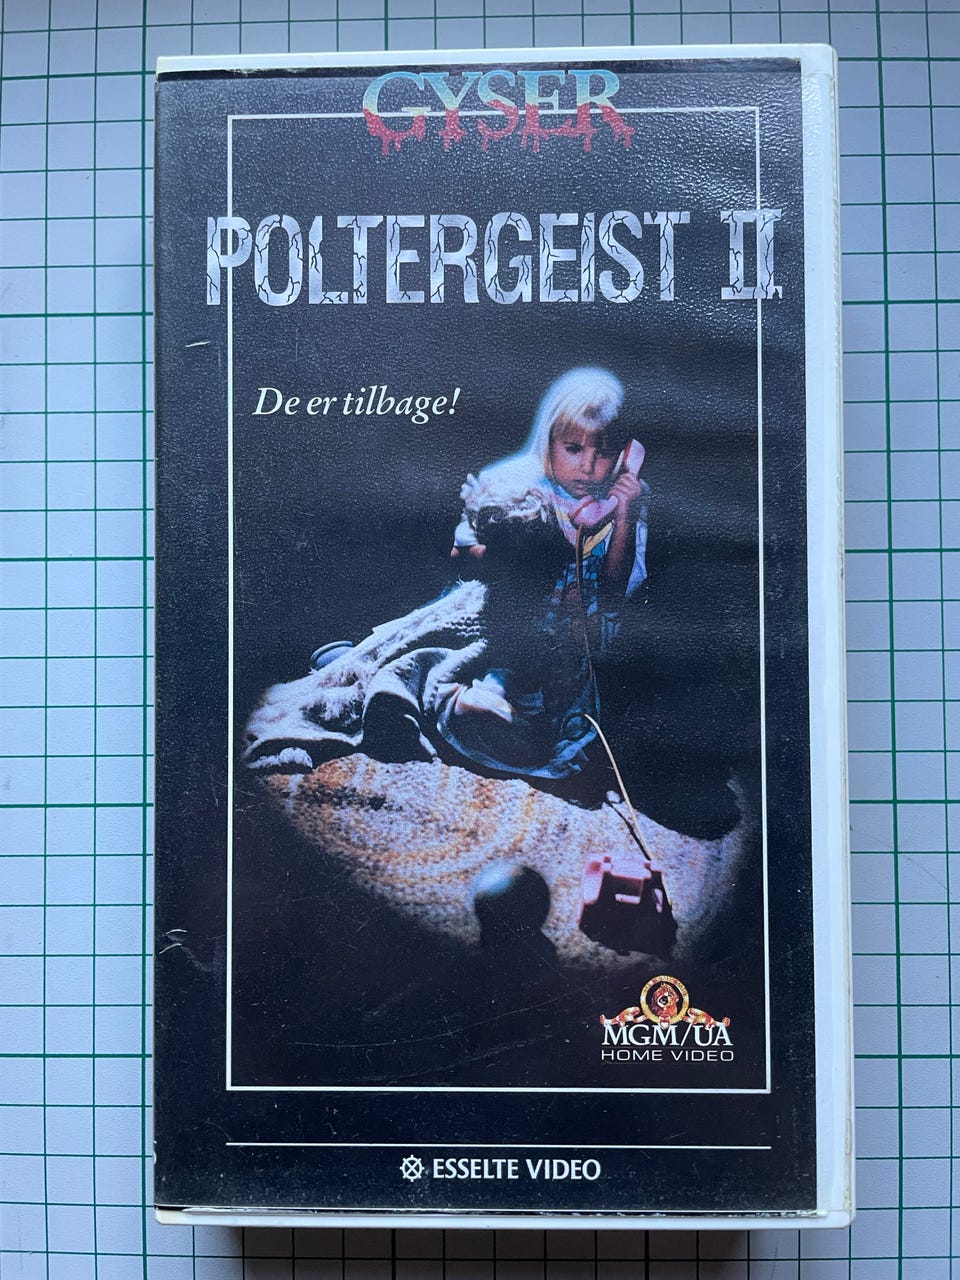 GYSER
POLTERGEIST II
De er tilbage!
MGM/UA
HOME VIDEO
ESSELTE VIDEO